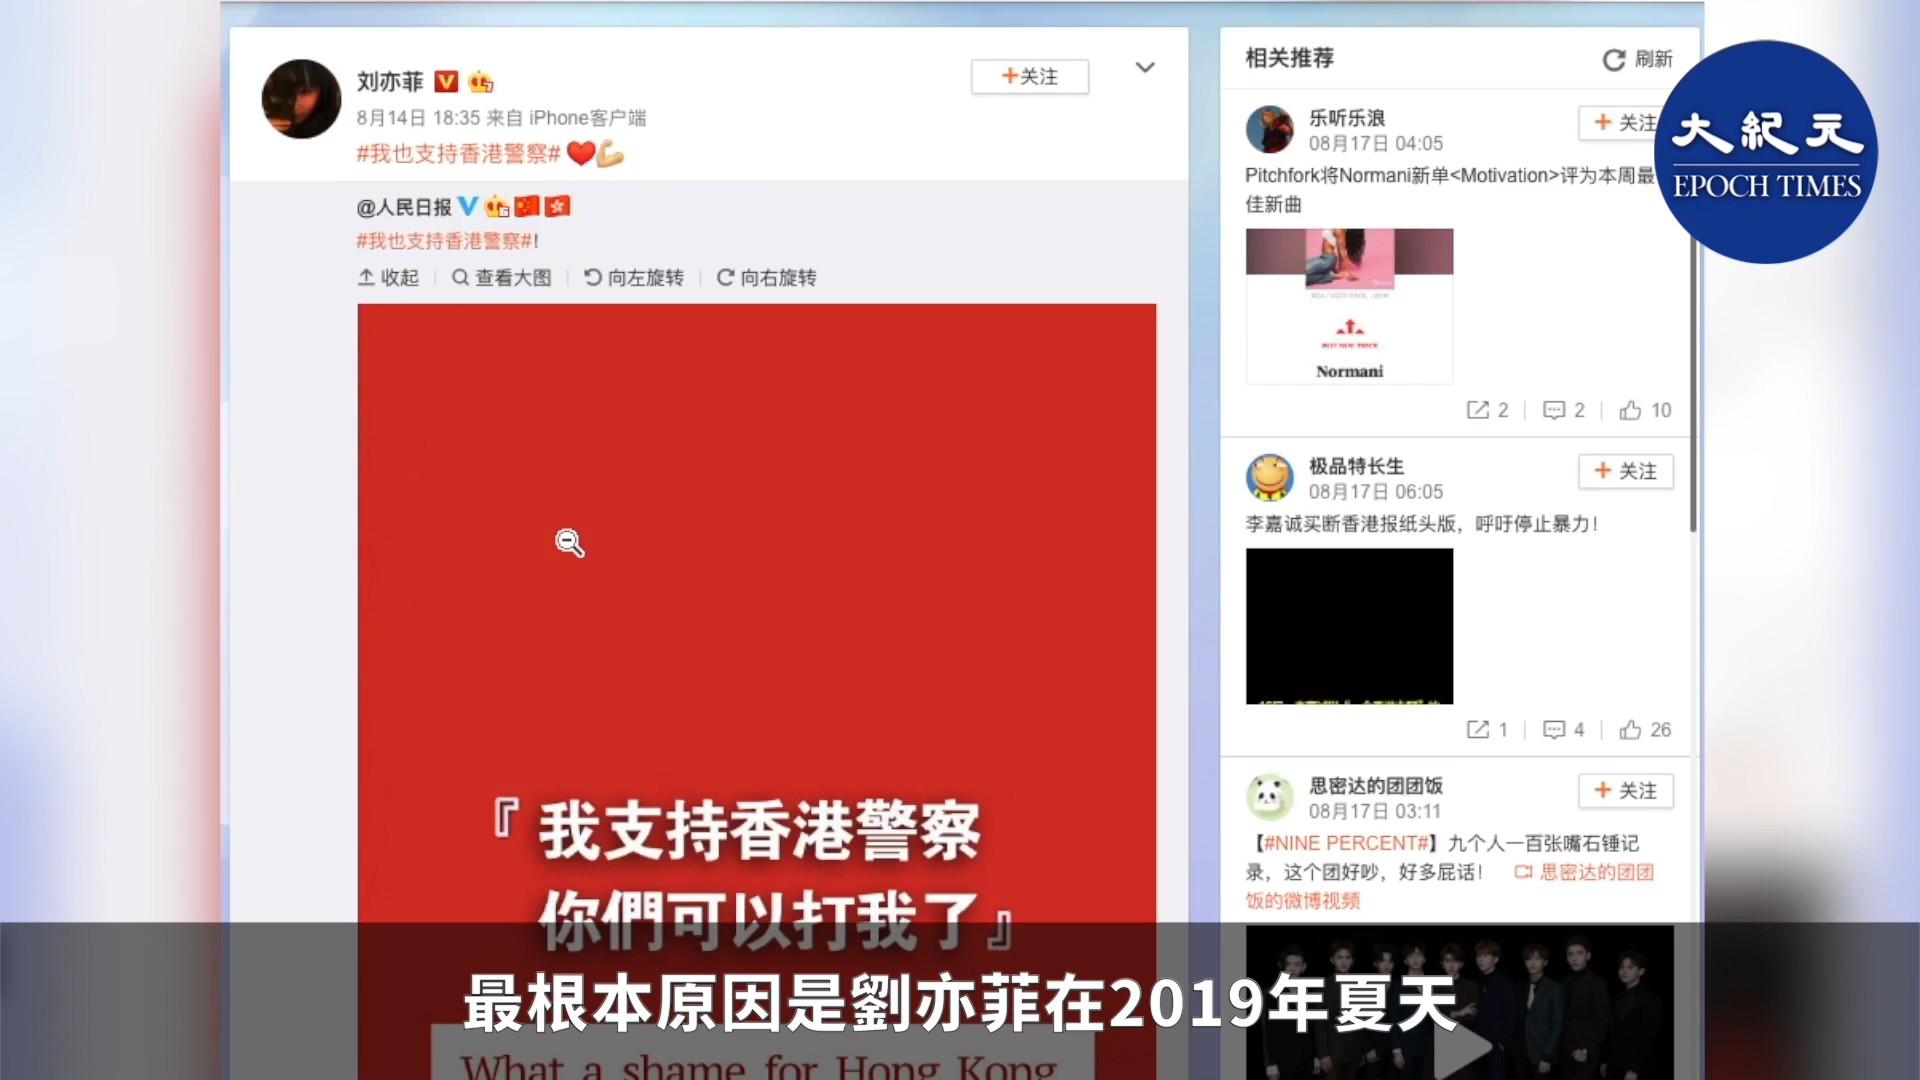 刘亦菲
+关注
8月14日 18:35 来自 iPhone客户端
#我也支持香港警察#
@人民日报
#我也支持香港警察#!
收起
查看大图
向左旋转
向右旋转
『我支持香港警察
你們可以打我了』
What a shame for Hong Kong
相关推荐
刷新
乐听乐浪
+ 关注
08月17日 04:05
Pitchfork将Normani新单<Motivation>评为本周最
佳新曲
BEST NEW TRACK
Normani
2
2
10
极品特长生
+ 关注
08月17日 06:05
李嘉诚买断香港报纸头版，呼吁停止暴力！
1
4
26
思密达的团团饭
+ 关注
08月17日 03:11
【#NINE PERCENT#】九个人一百张嘴石锤记
录，这个团好吵，好多屁话！ 思密达的团团
饭的微博视频
大紀元
EPOCH TIMES
最根本原因是劉亦菲在2019年夏天